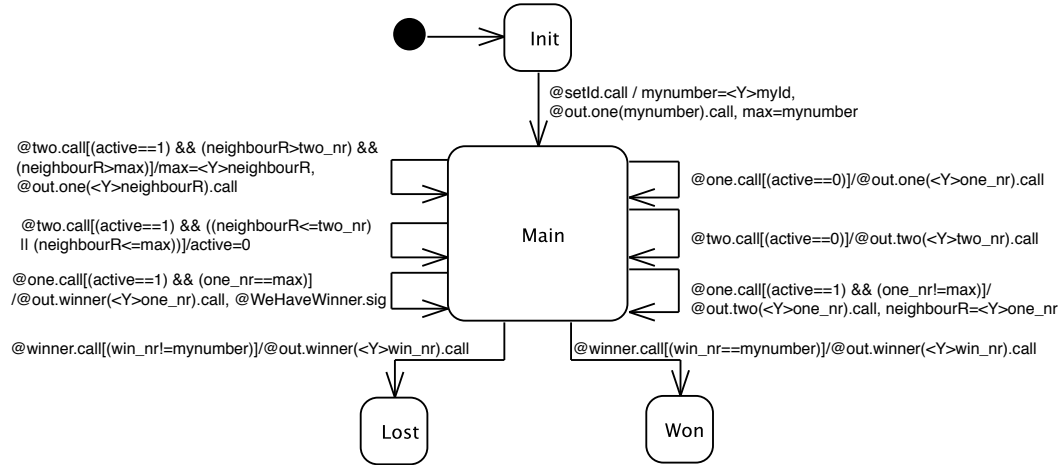 Init
@setId.call / mynumber=<Y>myId,
@out.one(mynumber).call, max=mynumber
@two.call[(active==1) && (neighbourR>two_nr) &&
(neighbourR>max)]/max=<Y>neighbourR,
@out.one(<Y>neighbourR).call
@one.call[(active==0)]/@out.one(<Y>one_nr).call
@two.call[(active==1) && ((neighbourR<=two_nr)
|| (neighbourR<=max))]/active=0
Main
@two.call[(active==0)]/@out.two(<Y>two_nr).call
@one.call[(active==1) && (one_nr==max)]
/@out.winner(<Y>one_nr).call, @WeHaveWinner.sig
@one.call[(active==1) && (one_nr!=max)]/
@out.two(<Y>one_nr).call, neighbourR=<Y>one_nr
@winner.call[(win_nr!=mynumber)]/@out.winner(<Y>win_nr).call
@winner.call[(win_nr==mynumber)]/@out.winner(<Y>win_nr).call
Lost
Won